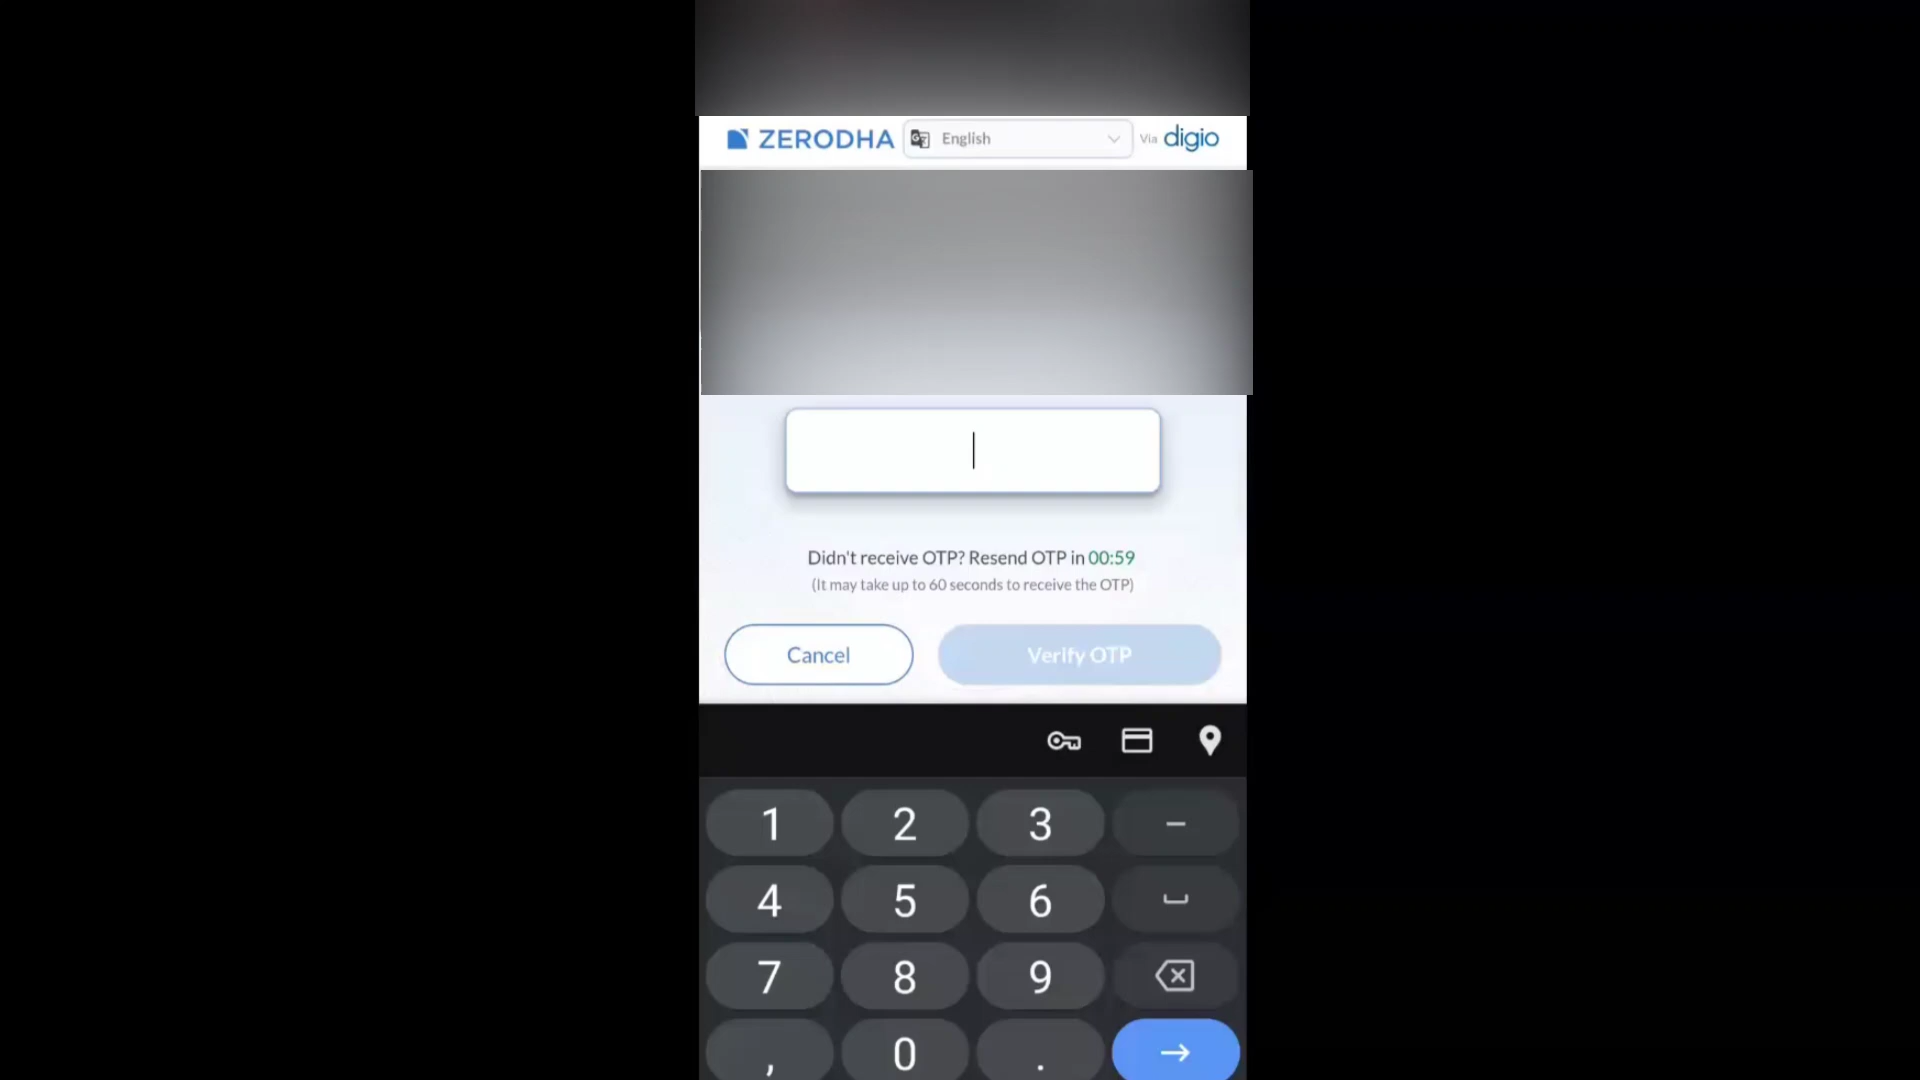 ZERODHA English Via digio
Didn't receive OTP? Resend OTP in 00:59
(It may take up to 60 seconds to receive the OTP)
Cancel Verify OTP
1 2 3 –
4 5 6
7 8 9
, 0 .